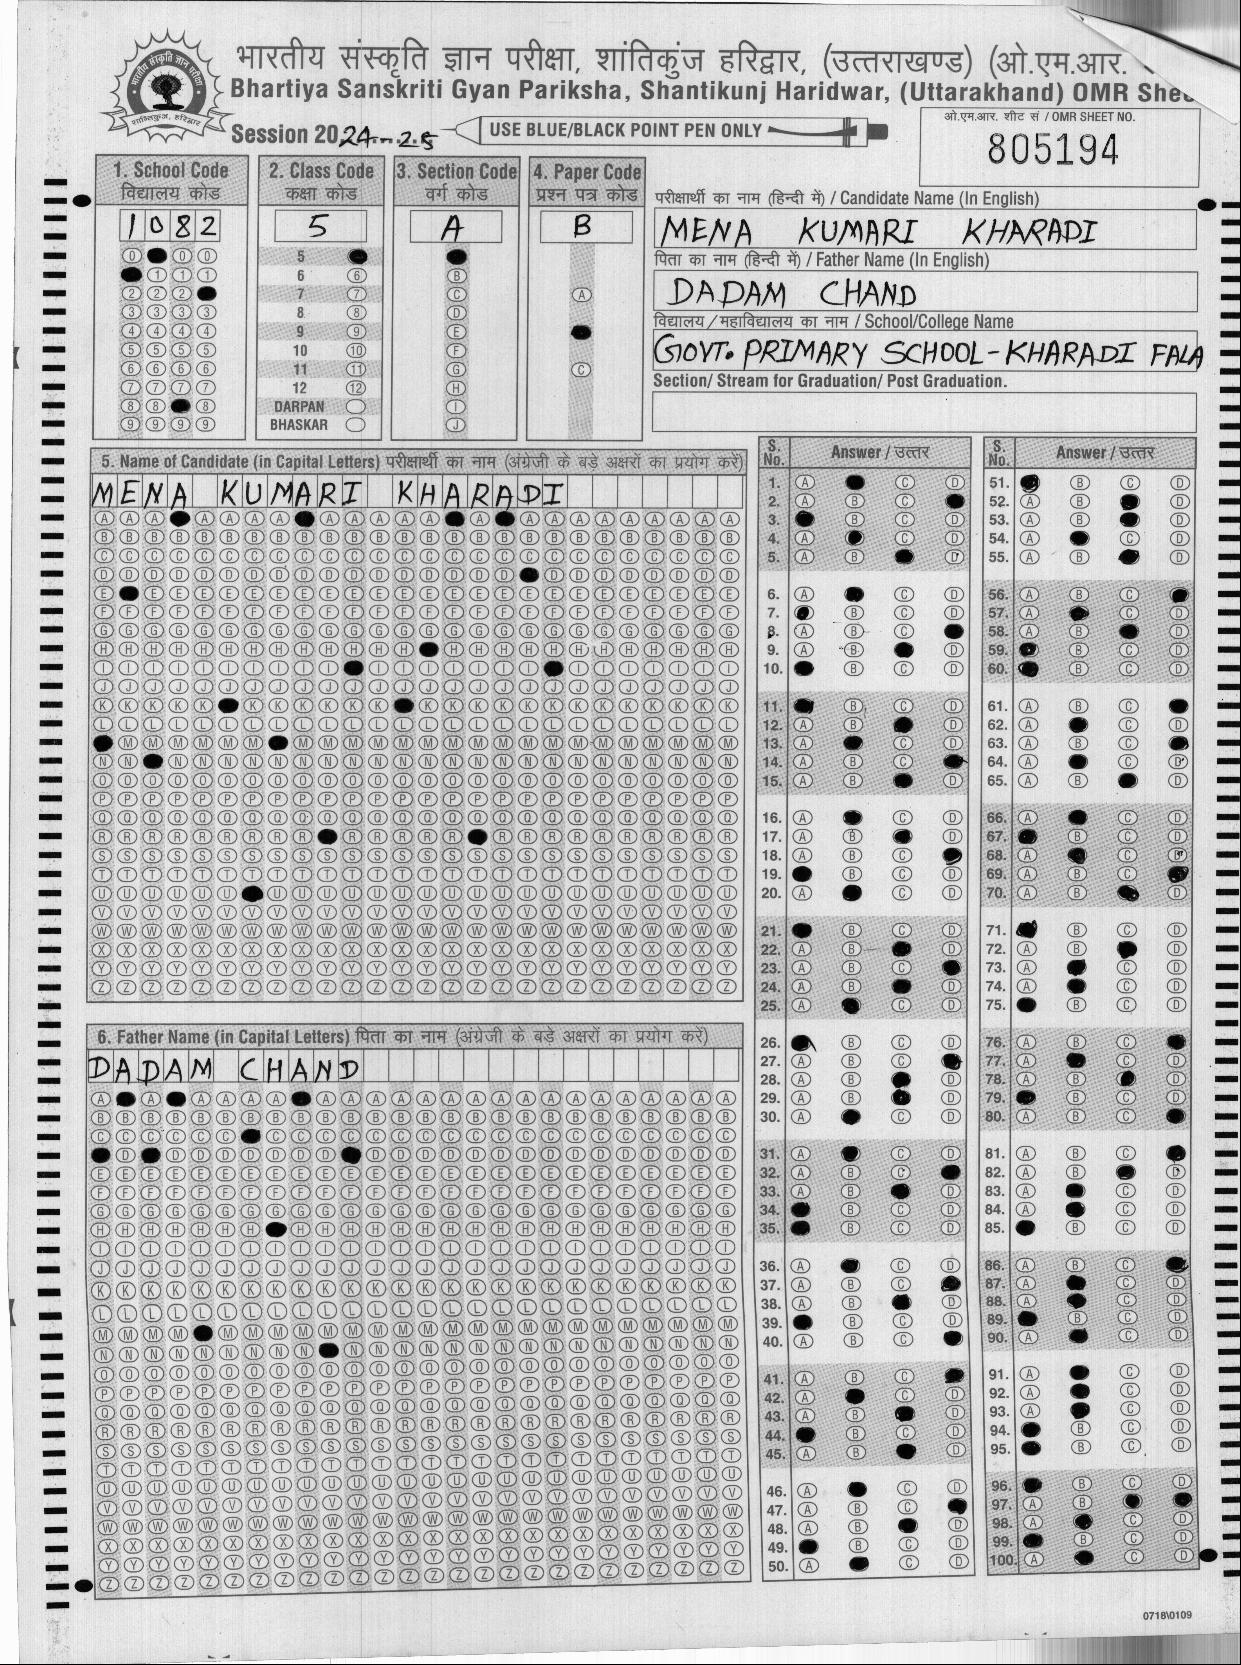 भारतीय संस्कृति ज्ञान परीक्षा, शांतिकुंज हरिद्वार, (उत्तराखण्ड) (ओ.एम.आर.
Bhartiya Sanskriti Gyan Pariksha, Shantikunj Haridwar, (Uttarakhand) OMR
Session 2024-25
USE BLUE/BLACK POINT PEN ONLY
ओ.एम.आर. शीट सं / OMR SHEET NO.
805194
1. School Code
विद्यालय कोड
1082
2. Class Code
कक्षा कोड
5
3. Section Code
वर्ग कोड
A
4. Paper Code
प्रश्न पत्र कोड
B
5
6
7
8
9
10
11
12
DARPAN
BHASKAR
परीक्षार्थी का नाम (हिन्दी में) / Candidate Name (In English)
MENA KUMARI KHARADI
पिता का नाम (हिन्दी में) / Father Name (In English)
DADAM CHAND
विद्यालय/महाविद्यालय का नाम / School/College Name
GOVT. PRIMARY SCHOOL-KHARADI FALA
Section/ Stream for Graduation/ Post Graduation.
5. Name of Candidate (in Capital Letters) परीक्षार्थी का नाम (अंग्रेजी के बड़े अक्षरों का प्रयोग करें)
MENA KUMARI KHARADI
6. Father Name (in Capital Letters) पिता का नाम (अंग्रेजी के बड़े अक्षरों का प्रयोग करें)
DADAM CHAND
S. No. Answer / उत्तर
S. No. Answer / उत्तर
0718\0109